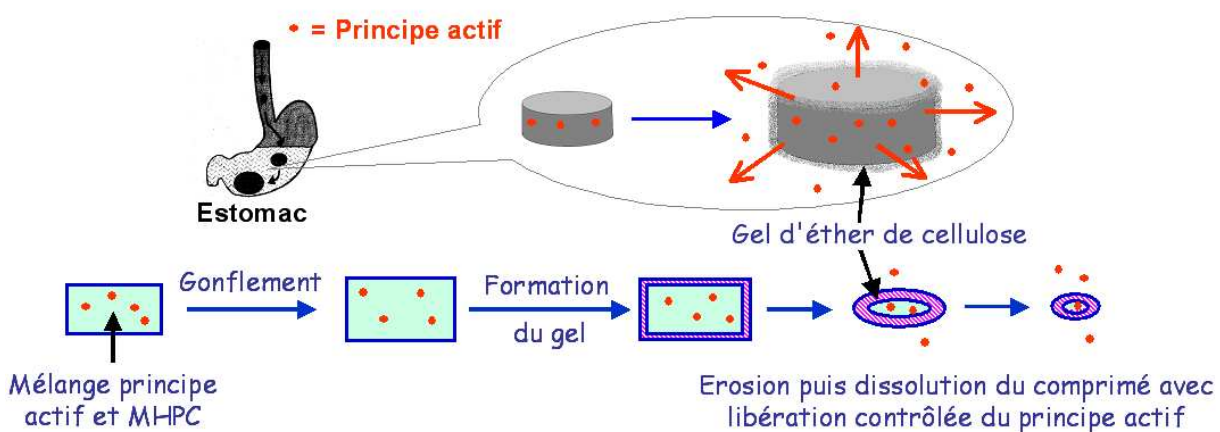 • = Principe actif
Estomac
Gel d'éther de cellulose
Gonflement
Formation
du gel
Mélange principe
actif et MHPC
Erosion puis dissolution du comprimé avec
libération contrôlée du principe actif